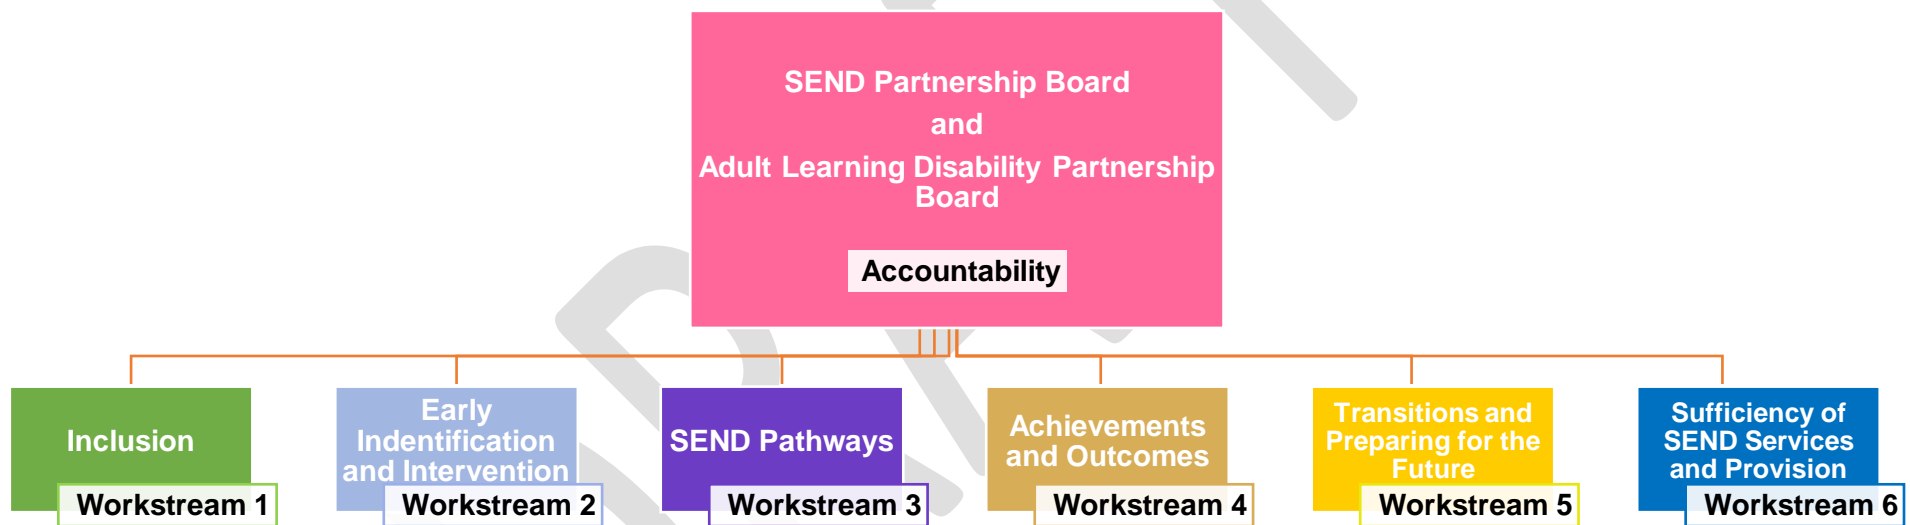 SEND Partnership Board
and
Adult Learning Disability Partnership
Board
Accountability
Inclusion
Workstream 1
Early
Indentification
and Intervention
Workstream 2
SEND Pathways
Workstream 3
Achievements
and Outcomes
Workstream 4
Transitions and
Preparing for the
Future
Workstream 5
Sufficiency of
SEND Services
and Provision
Workstream 6